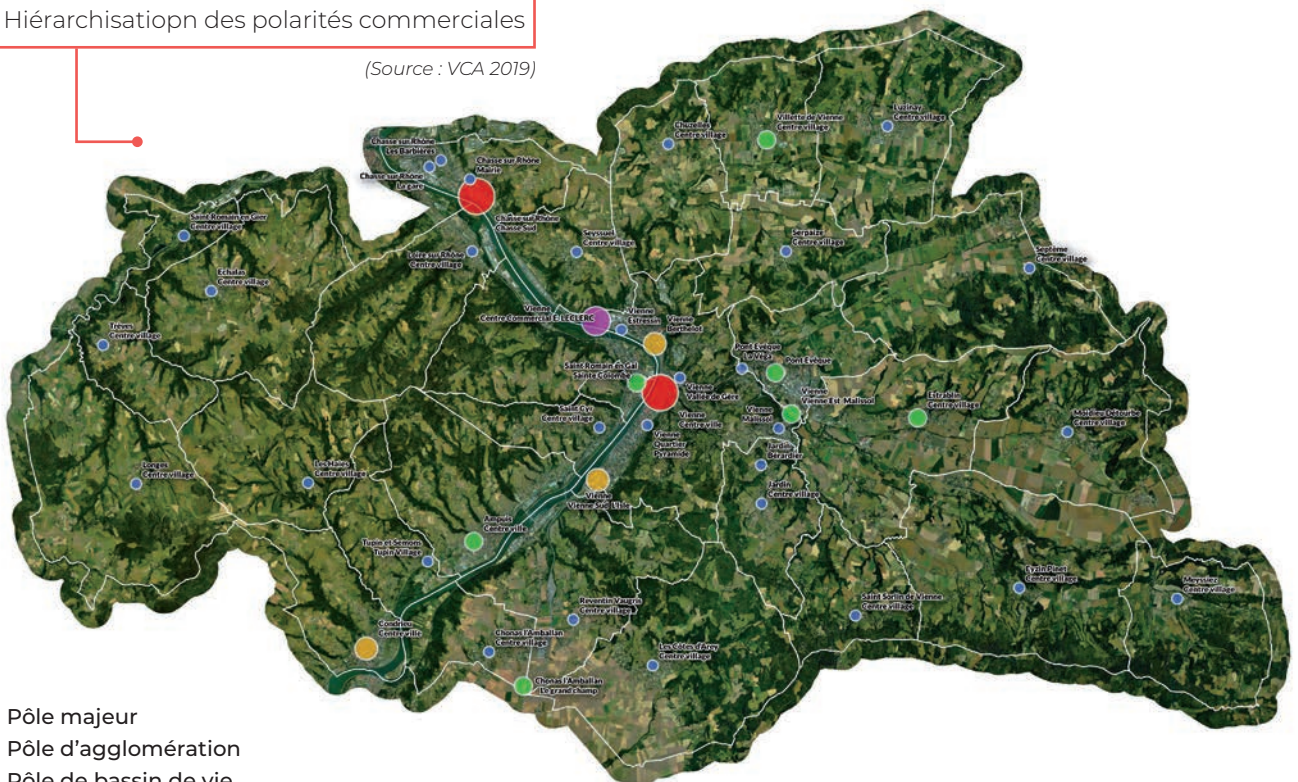 Hiérarchisatiopn des polarités commerciales
(Source : VCA 2019)
Luzinay
Centre village
Villette de Vienne
Centre village
Chuzelles
Centre village
Chasse sur Rhône
Les Barbières
Chasse sur Rhône
Mairie
Chasse sur Rhône
La gare
Chasse sur Rhône
Chasse Sud
Saint Romain en Gier
Centre village
Seyssuel
Centre village
Serpaize
Centre village
Loire sur Rhône
Centre village
Septème
Centre village
Echalas
Centre village
Vienne
Centre Commercial E. LECLERC
Vienne
Estressin
Vienne
Berthelot
Trèves
Centre village
Pont Evêque
La Véga
Pont Evêque
Saint Romain en Gal
Sainte Colombe
Vienne
Vallée de Gère
Vienne
Vienne Est Malissol
Estrablin
Centre village
Saint Cyr
Centre village
Vienne
Centre ville
Vienne
Malissol
Moidieu Détourbe
Centre village
Vienne
Quartier
Pyramide
Jardin
Bérardier
Longes
Centre village
Les Haies
Centre village
Jardin
Centre village
Vienne
Vienne Sud L'Isle
Ampuis
Centre ville
Tupin et Semons
Tupin Village
Eyzin Pinet
Centre village
Meyssiez
Centre village
Reventin Vaugris
Centre village
Saint Sorlin de Vienne
Centre village
Condrieu
Centre ville
Chonas l'Amballan
Centre village
Les Côtes d'Arey
Centre village
Chonas l'Amballan
Le grand champ
Pôle majeur
Pôle d'agglomération
Pôle de bassin de vie